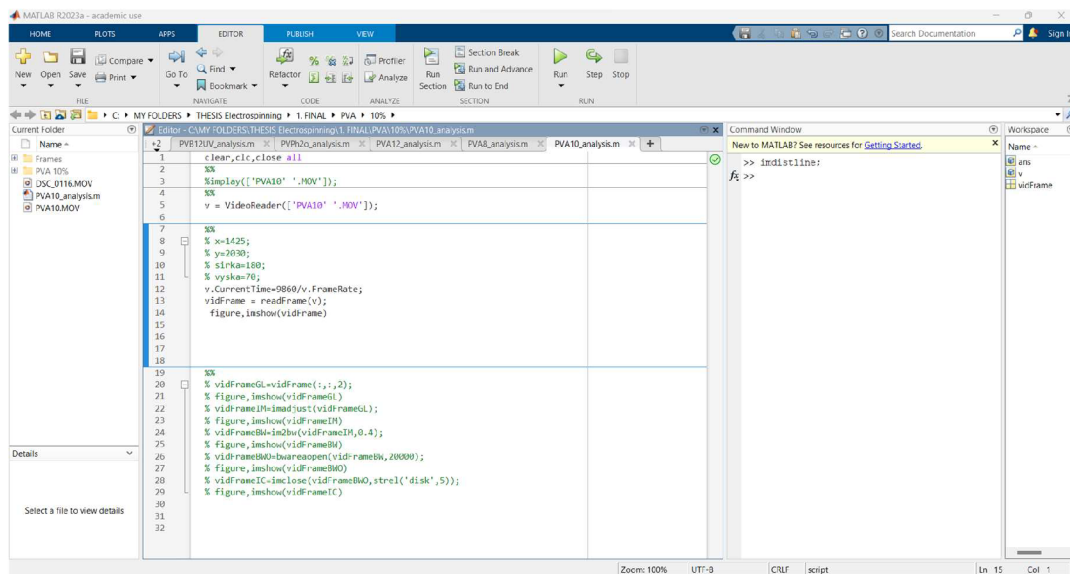 MATLAB R2023a - academic use
HOME PLOTS APPS EDITOR PUBLISH VIEW Search Documentation Sign In
New Open Save Compare Print Go To Find Bookmark Refactor Profiler Analyze Run Section Section Break Run and Advance Run to End Run Step Stop
FILE NAVIGATE CODE ANALYZE SECTION RUN
C: MY FOLDERS THESIS Electrospinning 1. FINAL PVA 10%
Current Folder
Name
Frames
PVA 10%
DSC_0116.MOV
PVA10_analysis.m
PVA10.MOV
Details
Select a file to view details
Editor - C:\MY FOLDERS\THESIS Electrospinning\1. FINAL\PVA\10%\PVA10_analysis.m
+2 PVB12UV_analysis.m PVPh2o_analysis.m PVA12_analysis.m PVA8_analysis.m PVA10_analysis.m +
1 clear,clc,close all
2 %%
3 %implay(['PVA10' '.MOV']);
4 %%
5 v = VideoReader(['PVA10' '.MOV']);
6
7 %%
8 % x=1425;
9 % y=2030;
10 % sirka=180;
11 % vyska=70;
12 v.CurrentTime=9860/v.FrameRate;
13 vidFrame = readFrame(v);
14 figure,imshow(vidFrame)
15
16
17
18
19 %%
20 % vidFrameGL=vidFrame(:,:,2);
21 % figure,imshow(vidFrameGL)
22 % vidFrameIM=imadjust(vidFrameGL);
23 % figure,imshow(vidFrameIM)
24 % vidFrameBW=im2bw(vidFrameIM,0.4);
25 % figure,imshow(vidFrameBW)
26 % vidFrameBWO=bwareaopen(vidFrameBW,20000);
27 % figure,imshow(vidFrameBWO)
28 % vidFrameIC=imclose(vidFrameBWO,strel('disk',5));
29 % figure,imshow(vidFrameIC)
30
31
32
Command Window
New to MATLAB? See resources for Getting Started.
>> imdistline;
fx >>
Workspace
Name
ans
v
vidFrame
Zoom: 100% UTF-8 CRLF script Ln 15 Col 1